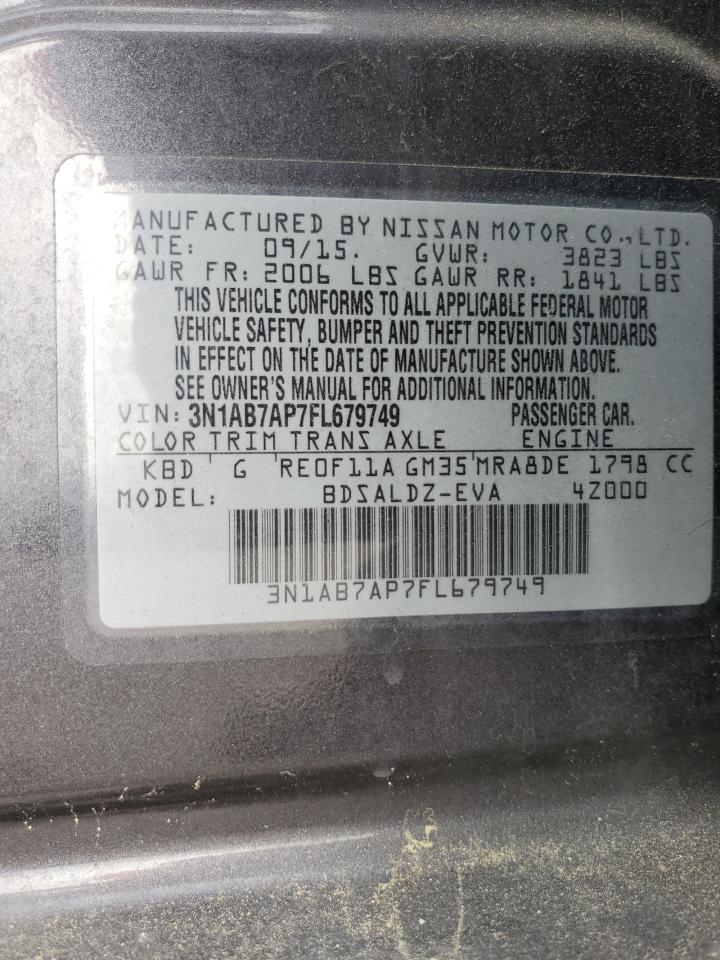 MANUFACTURED BY NISSAN MOTOR CO., LTD.
DATE: 09/15. GVWR: 3823 LBS
GAWR FR: 2006 LBS GAWR RR: 1841 LBS
THIS VEHICLE CONFORMS TO ALL APPLICABLE FEDERAL MOTOR
VEHICLE SAFETY, BUMPER AND THEFT PREVENTION STANDARDS
IN EFFECT ON THE DATE OF MANUFACTURE SHOWN ABOVE.
SEE OWNER'S MANUAL FOR ADDITIONAL INFORMATION.
VIN: 3N1AB7AP7FL679749 PASSENGER CAR.
COLOR TRIM TRANS AXLE ENGINE
KBD G RE0F11A GM35 MRA8DE 1798 CC
MODEL: BDSALDZ-EVA 4Z000
3N1AB7AP7FL679749